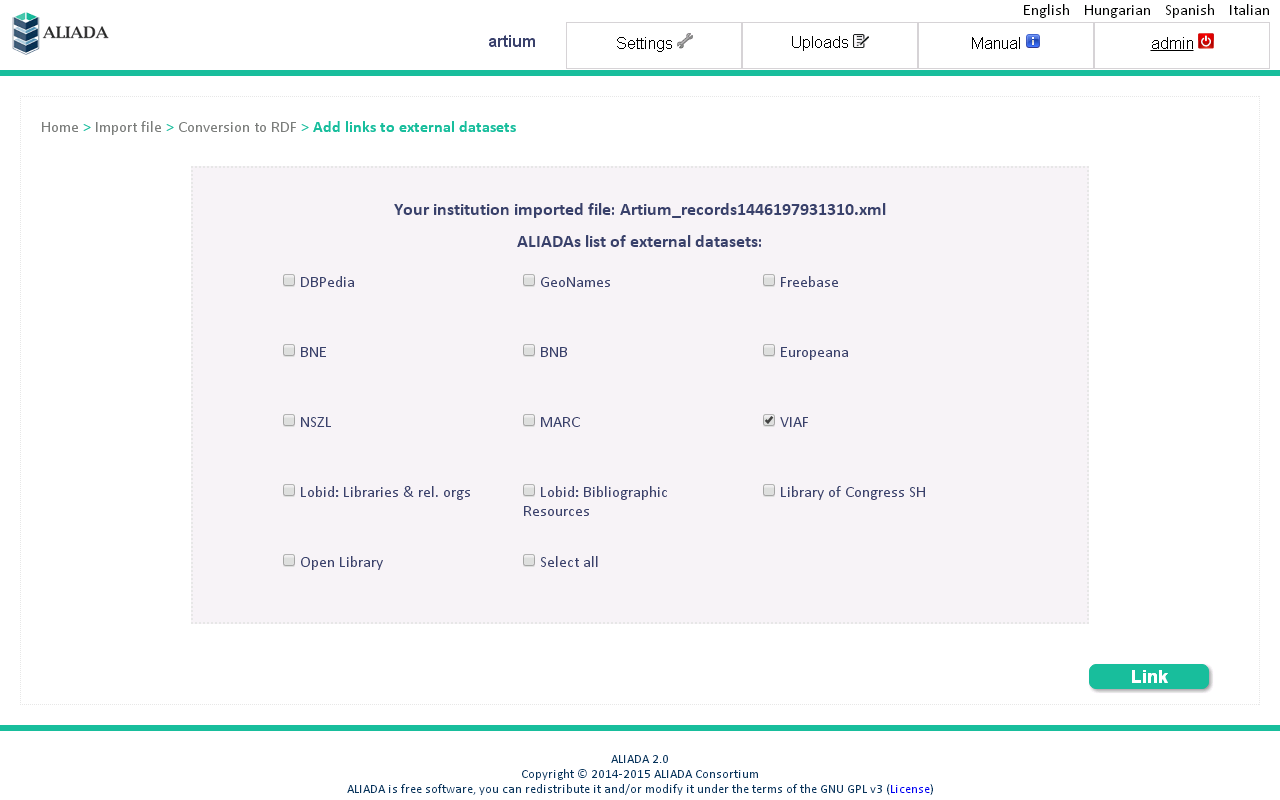 English Hungarian Spanish Italian
ALIADA
artium Settings Uploads Manual admin
Home > Import file > Conversion to RDF > Add links to external datasets
Your institution imported file: Artium_records1446197931310.xml
ALIADAs list of external datasets:
DBPedia GeoNames Freebase
BNE BNB Europeana
NSZL MARC VIAF
Lobid: Libraries & rel. orgs Lobid: Bibliographic Library of Congress SH
Resources
Open Library Select all
Link
ALIADA 2.0
Copyright © 2014-2015 ALIADA Consortium
ALIADA is free software, you can redistribute it and/or modify it under the terms of the GNU GPL v3 (License)